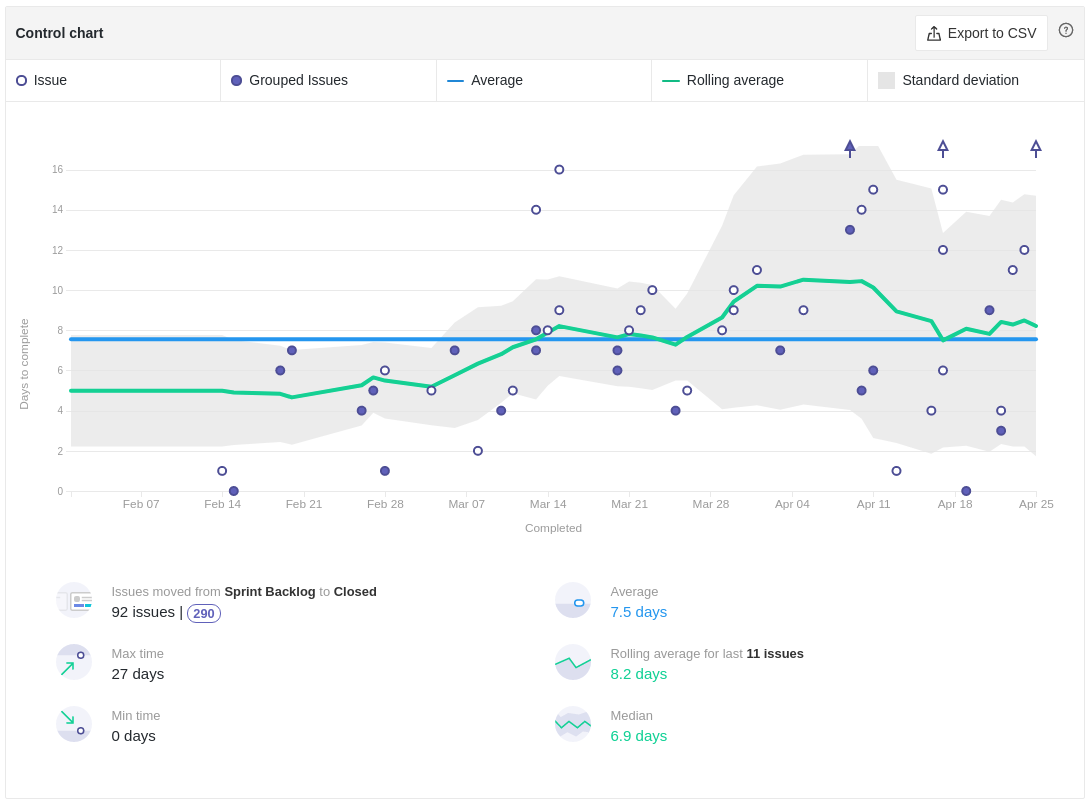 Control chart
Export to CSV
?
Issue
Grouped Issues
Average
Rolling average
Standard deviation
16
14
12
10
8
6
4
2
0
Days to complete
Feb 07
Feb 14
Feb 21
Feb 28
Mar 07
Mar 14
Mar 21
Mar 28
Apr 04
Apr 11
Apr 18
Apr 25
Completed
Issues moved from Sprint Backlog to Closed
92 issues | 290
Max time
27 days
Min time
0 days
Average
7.5 days
Rolling average for last 11 issues
8.2 days
Median
6.9 days